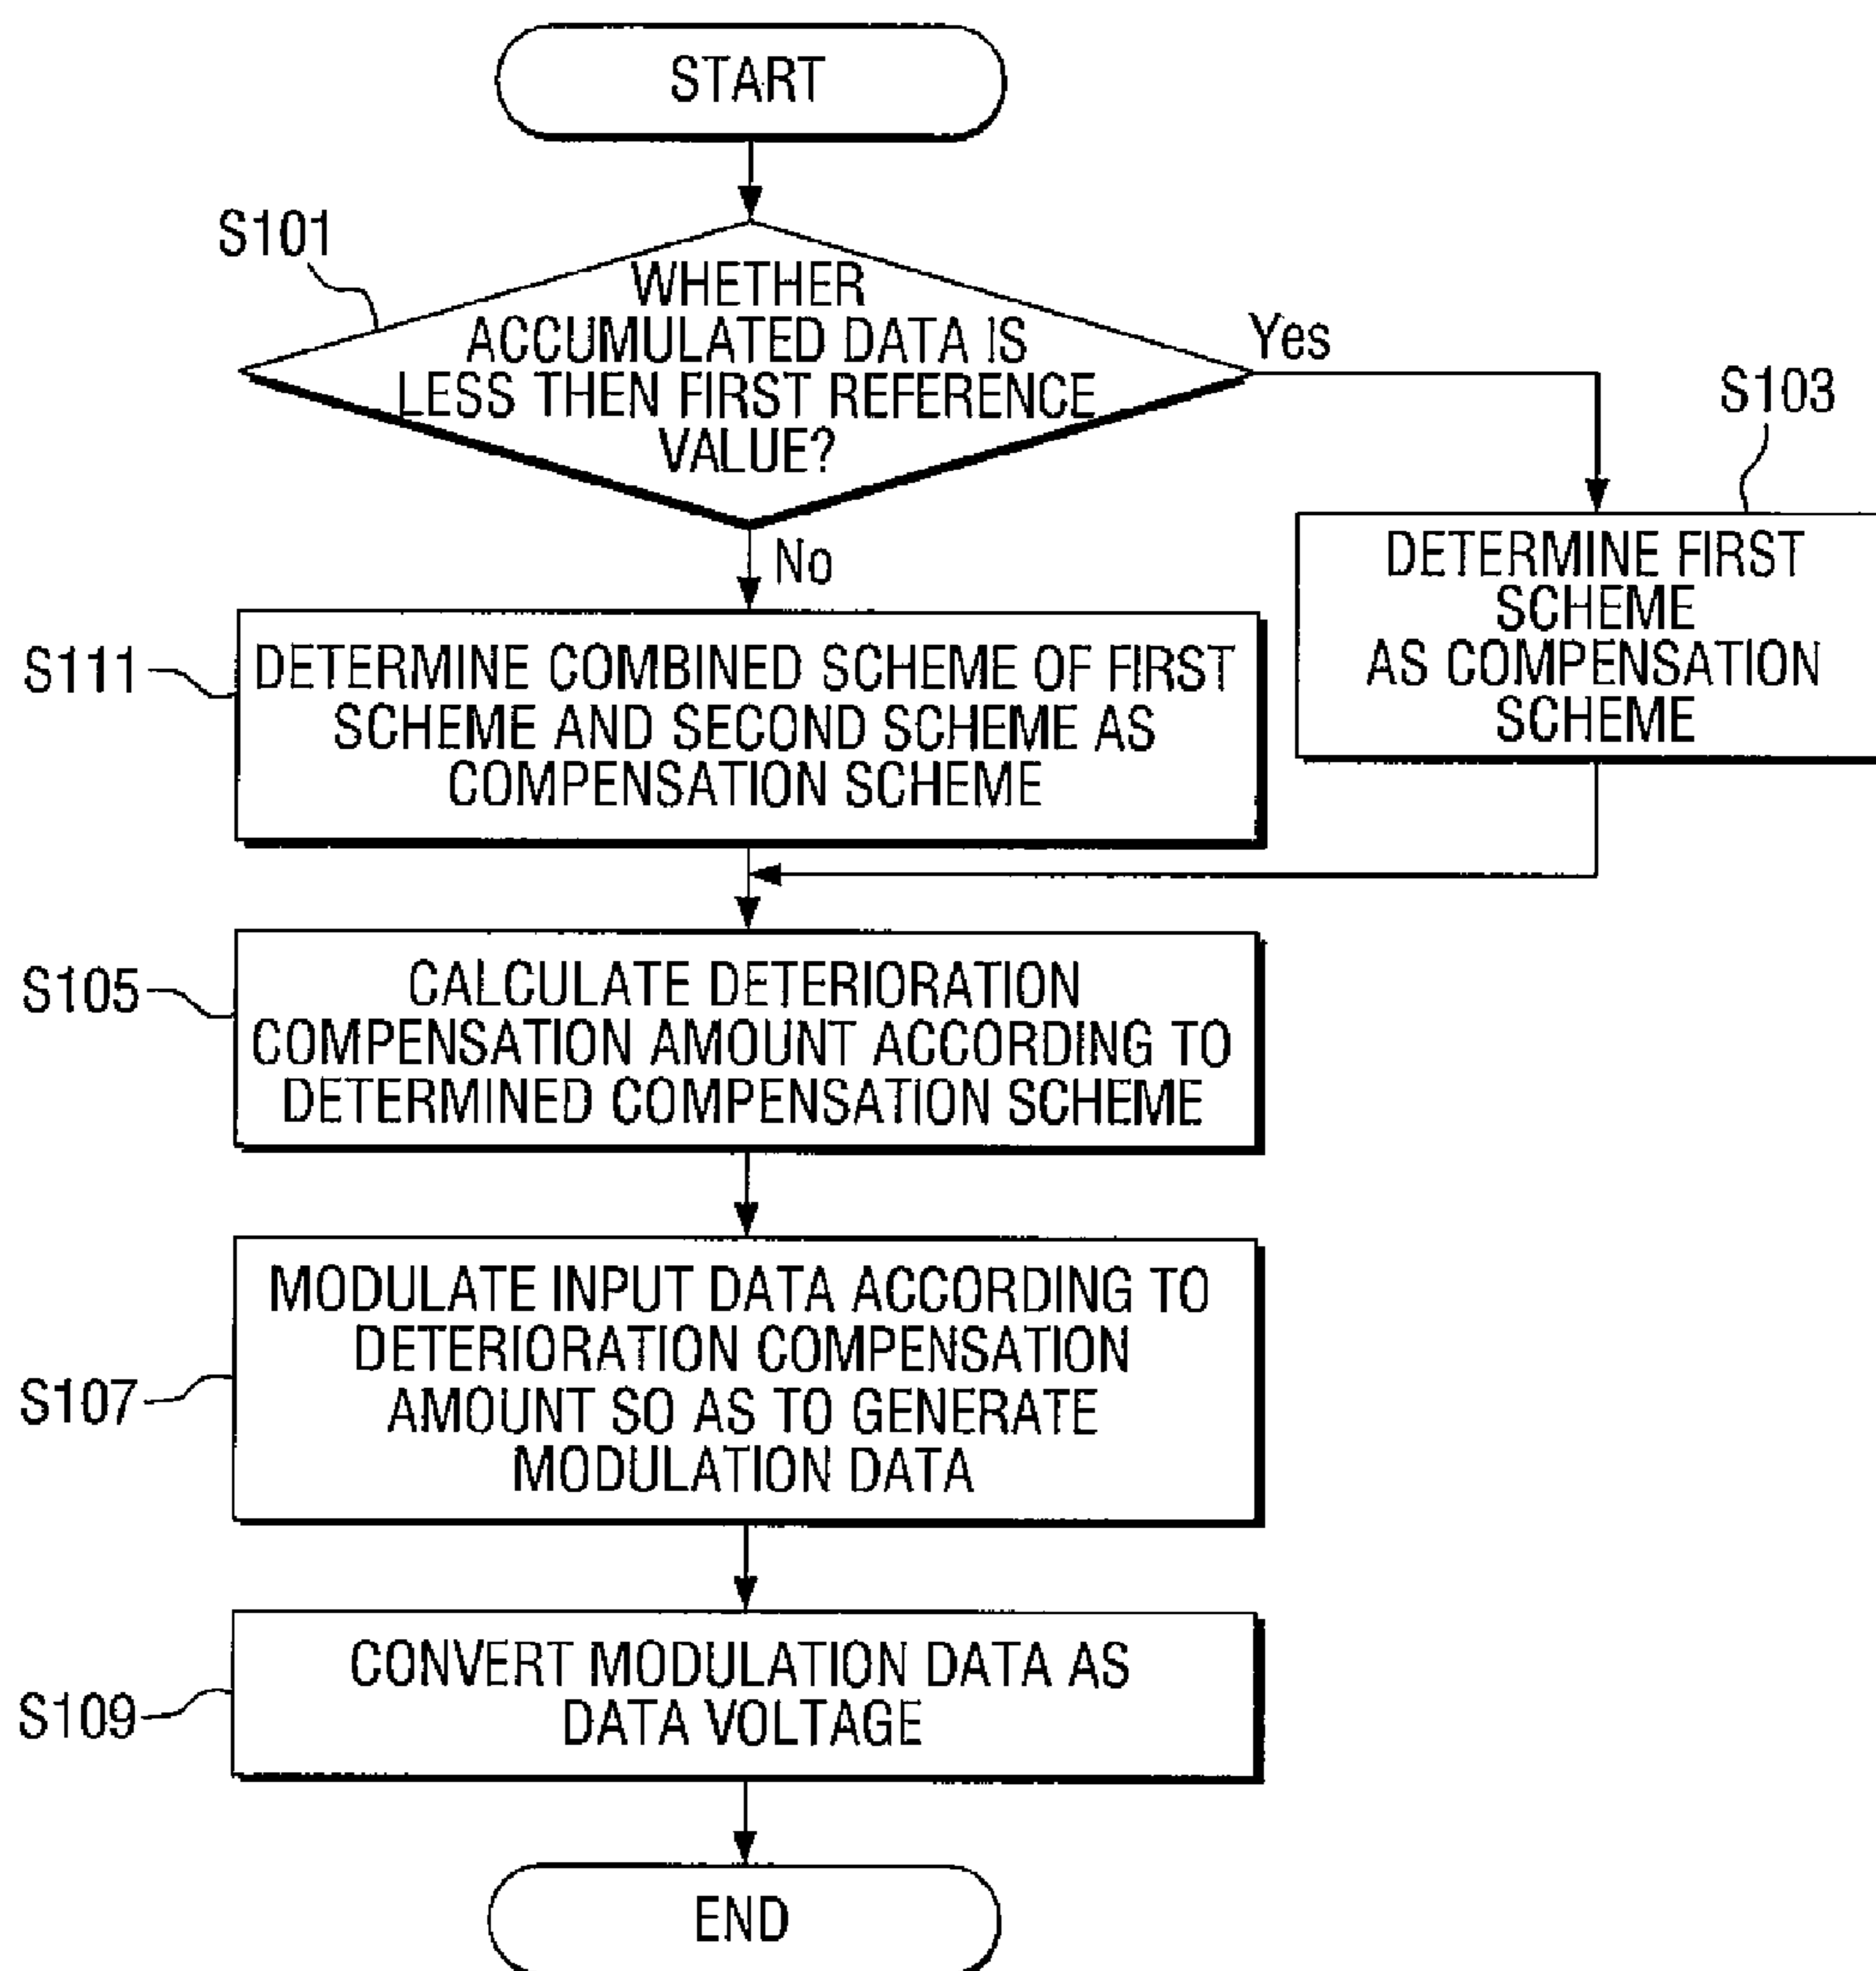 START
S101
WHETHER
ACCUMULATED DATA IS
LESS THEN FIRST REFERENCE
VALUE?
Yes
No
S103
DETERMINE FIRST
SCHEME
AS COMPENSATION
SCHEME
S111
DETERMINE COMBINED SCHEME OF FIRST
SCHEME AND SECOND SCHEME AS
COMPENSATION SCHEME
S105
CALCULATE DETERIORATION
COMPENSATION AMOUNT ACCORDING TO
DETERMINED COMPENSATION SCHEME
S107
MODULATE INPUT DATA ACCORDING TO
DETERIORATION COMPENSATION
AMOUNT SO AS TO GENERATE
MODULATION DATA
S109
CONVERT MODULATION DATA AS
DATA VOLTAGE
END